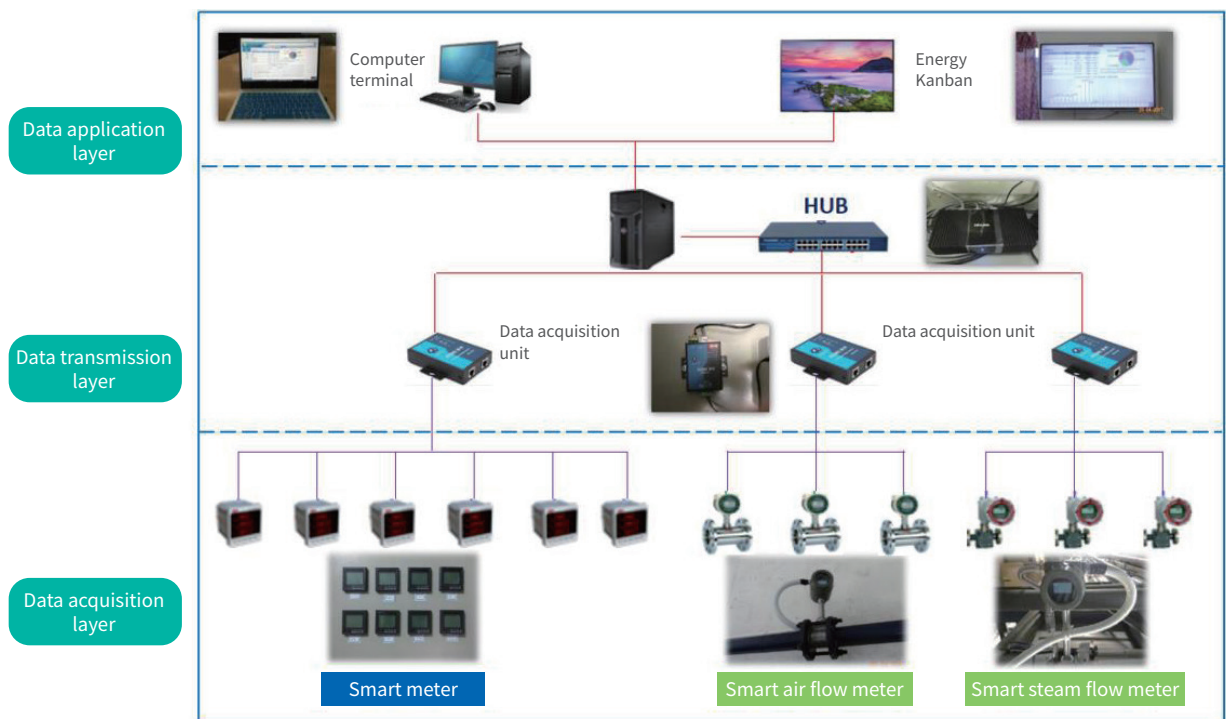 Computer
terminal
Energy
Kanban
Data application
layer
HUB
Data acquisition
unit
Data acquisition unit
Data transmission
layer
Data acquisition
layer
Smart meter
Smart air flow meter
Smart steam flow meter